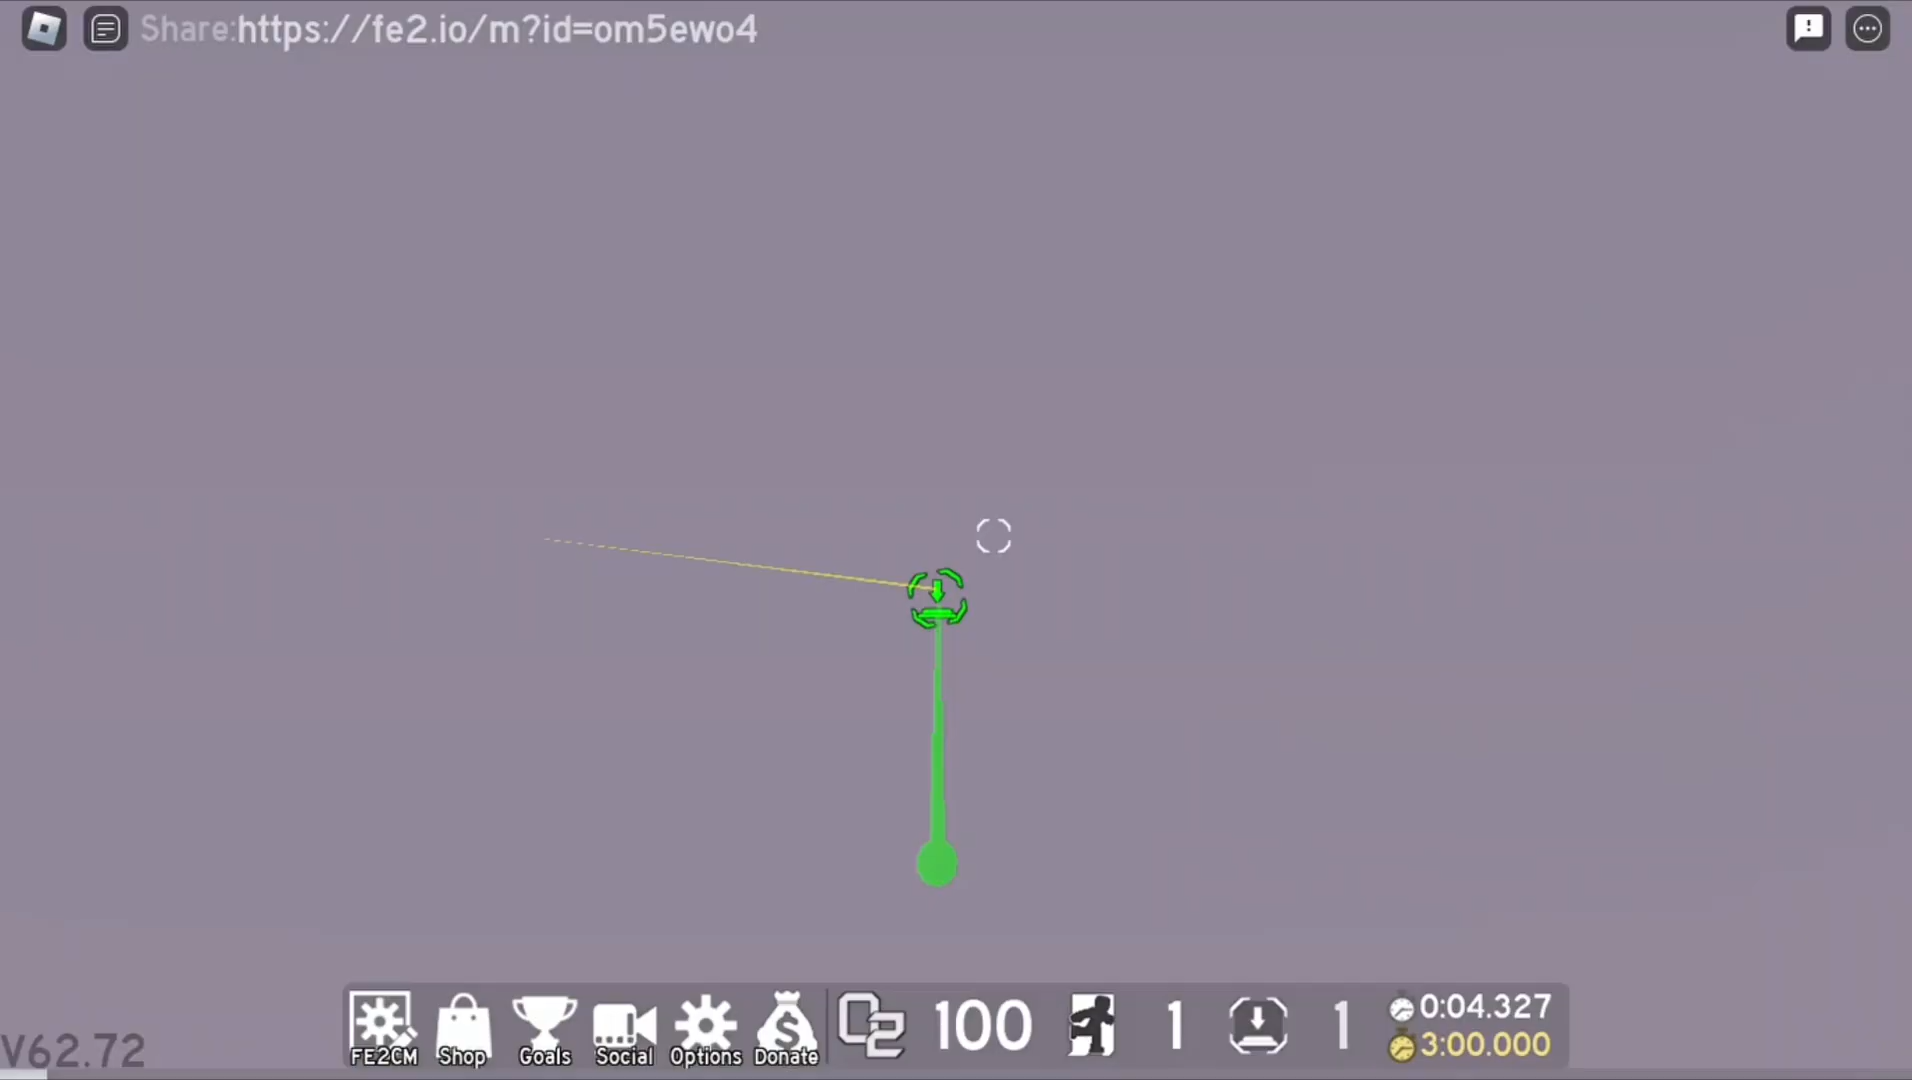 Share:https://fe2.io/m?id=om5ewo4
FE2CM Shop Goals Social Options Donate O2 100 1 1 0:04.327
3:00.000
V62.72